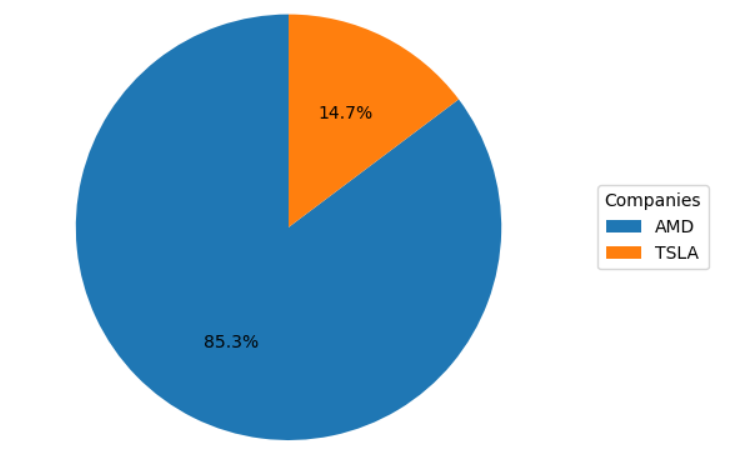 14.7%
Companies
AMD
TSLA
85.3%